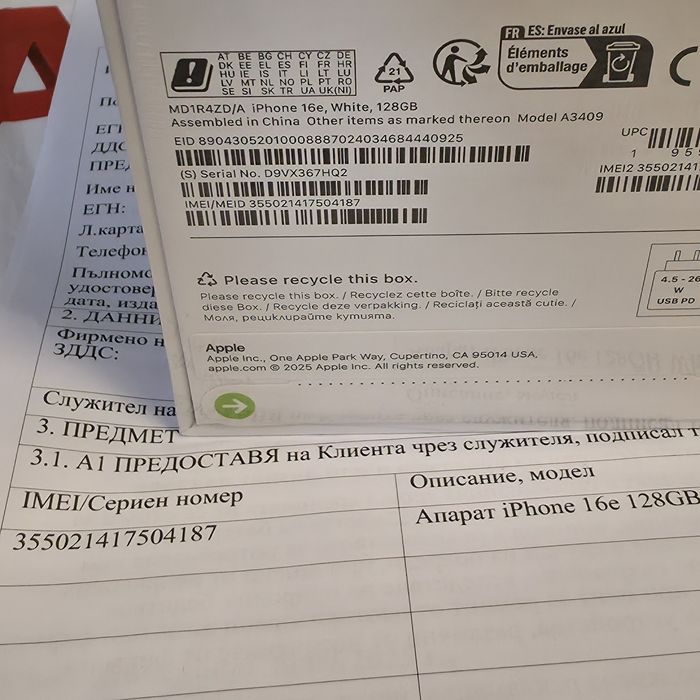 FR ES: Envase al azul
Éléments
d'emballage
AT BE BG CH CY CZ DE
DK EE EL ES FI FR HR
HU IE IS IT LI LT LU
LV MT NL NO PL PT RO
SE SI SK TR UA UK(NI)
21
PAP
MD1R4ZD/A iPhone 16e, White, 128GB
Assembled in China Other items as marked thereon Model A3409
EID 89043052010008887024034684440925
(S) Serial No. D9VX367HQ2
IMEI/MEID 355021417504187
UPC
1 95
IMEI2 35502141
Please recycle this box.
Please recycle this box. / Recyclez cette boîte. / Bitte recycle
diese Box. / Recicle deze verpakking. / Reciclați această cutie. /
Моля, рециклирайте кутията.
4.5 - 26
W
USB PD
Apple
Apple Inc., One Apple Park Way, Cupertino, CA 95014 USA.
apple.com © 2025 Apple Inc. All rights reserved.
ЕГН:
Л.карта
Телефон
Пълномо
удостовер
дата, изда
2. ДАННИ
Фирмено н
ЗДДС:
Служител на
3. ПРЕДМЕТ
3.1. А1 ПРЕДОСТАВЯ на Клиента чрез служителя, подписал т
IMEI/Сериен номер
Описание, модел
355021417504187
Апарат iPhone 16e 128GB